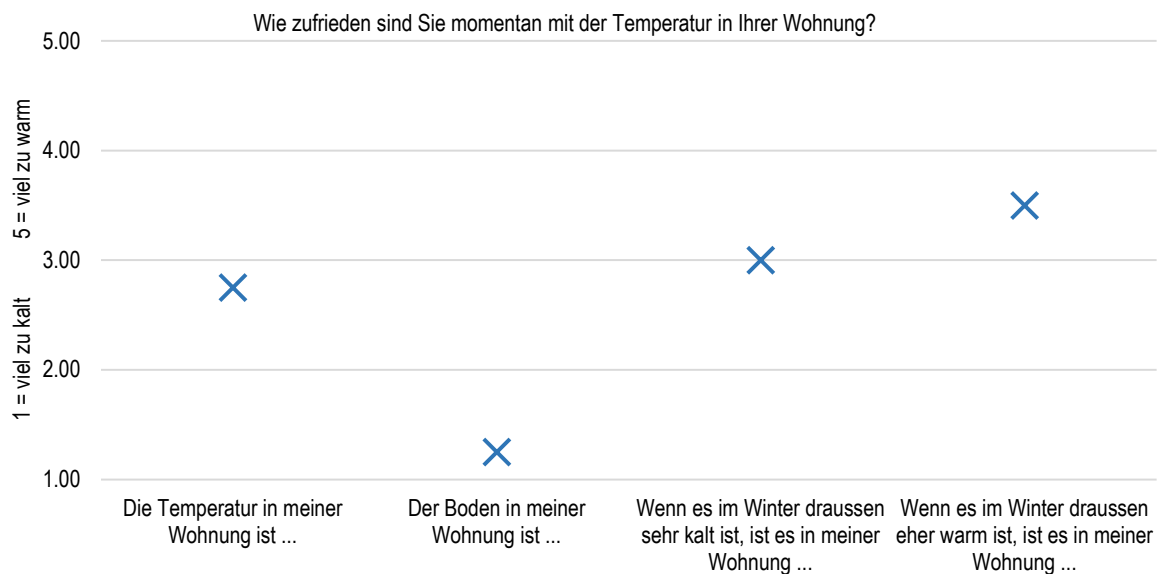 Wie zufrieden sind Sie momentan mit der Temperatur in Ihrer Wohnung?
5.00
4.00
3.00
2.00
1.00
1 = viel zu kalt 5 = viel zu warm
Die Temperatur in meiner
Wohnung ist ...
Der Boden in meiner
Wohnung ist ...
Wenn es im Winter draussen
sehr kalt ist, ist es in meiner
Wohnung ...
Wenn es im Winter draussen
eher warm ist, ist es in meiner
Wohnung ...